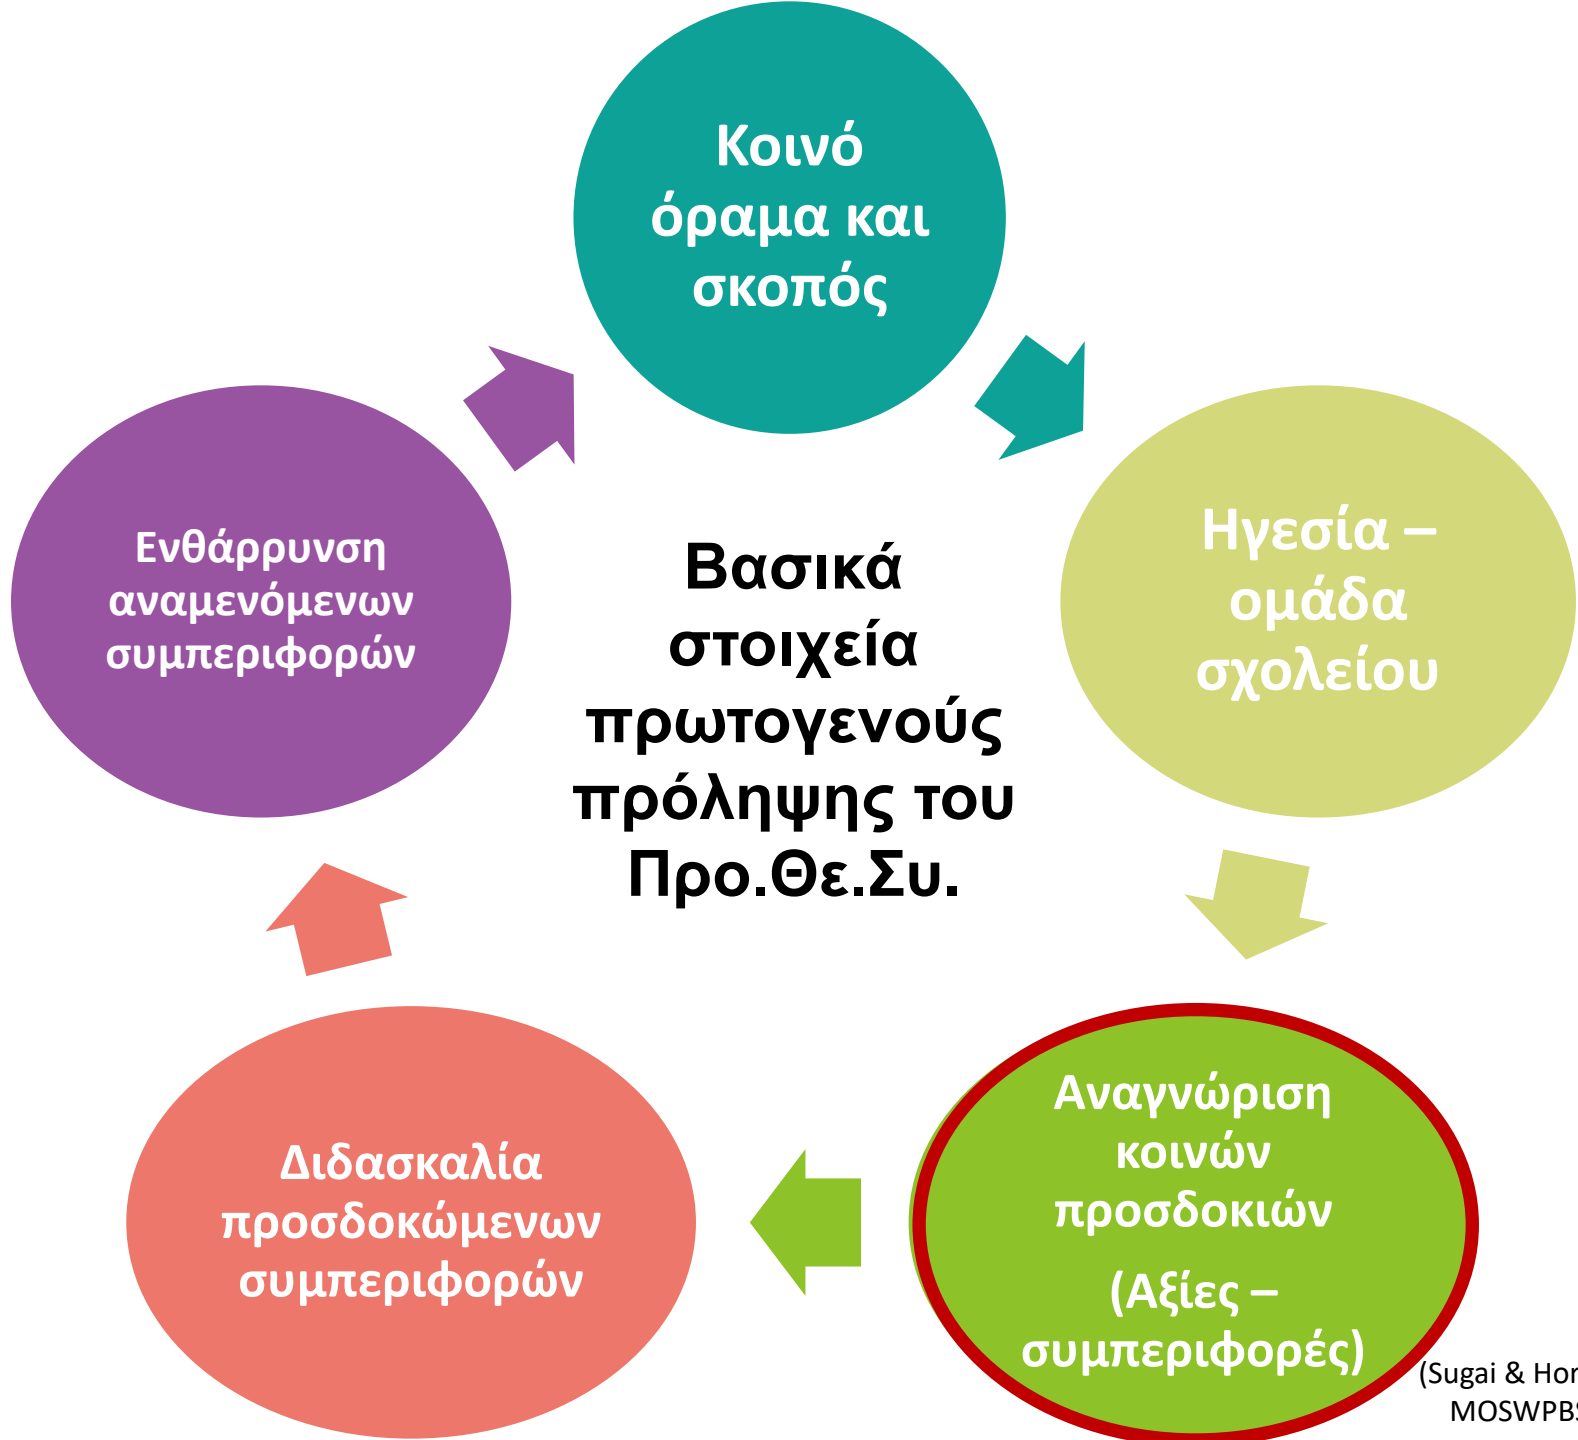 Κοινό
όραμα και
σκοπός
Ηγεσία –
ομάδα
σχολείου
Αναγνώριση
κοινών
προσδοκιών
(Αξίες –
συμπεριφορές)
Διδασκαλία
προσδοκώμενων
συμπεριφορών
Ενθάρρυνση
αναμενόμενων
συμπεριφορών
Βασικά
στοιχεία
πρωτογενούς
πρόληψης του
Προ.Θε.Συ.
(Sugai & Hor
MOSWPBS